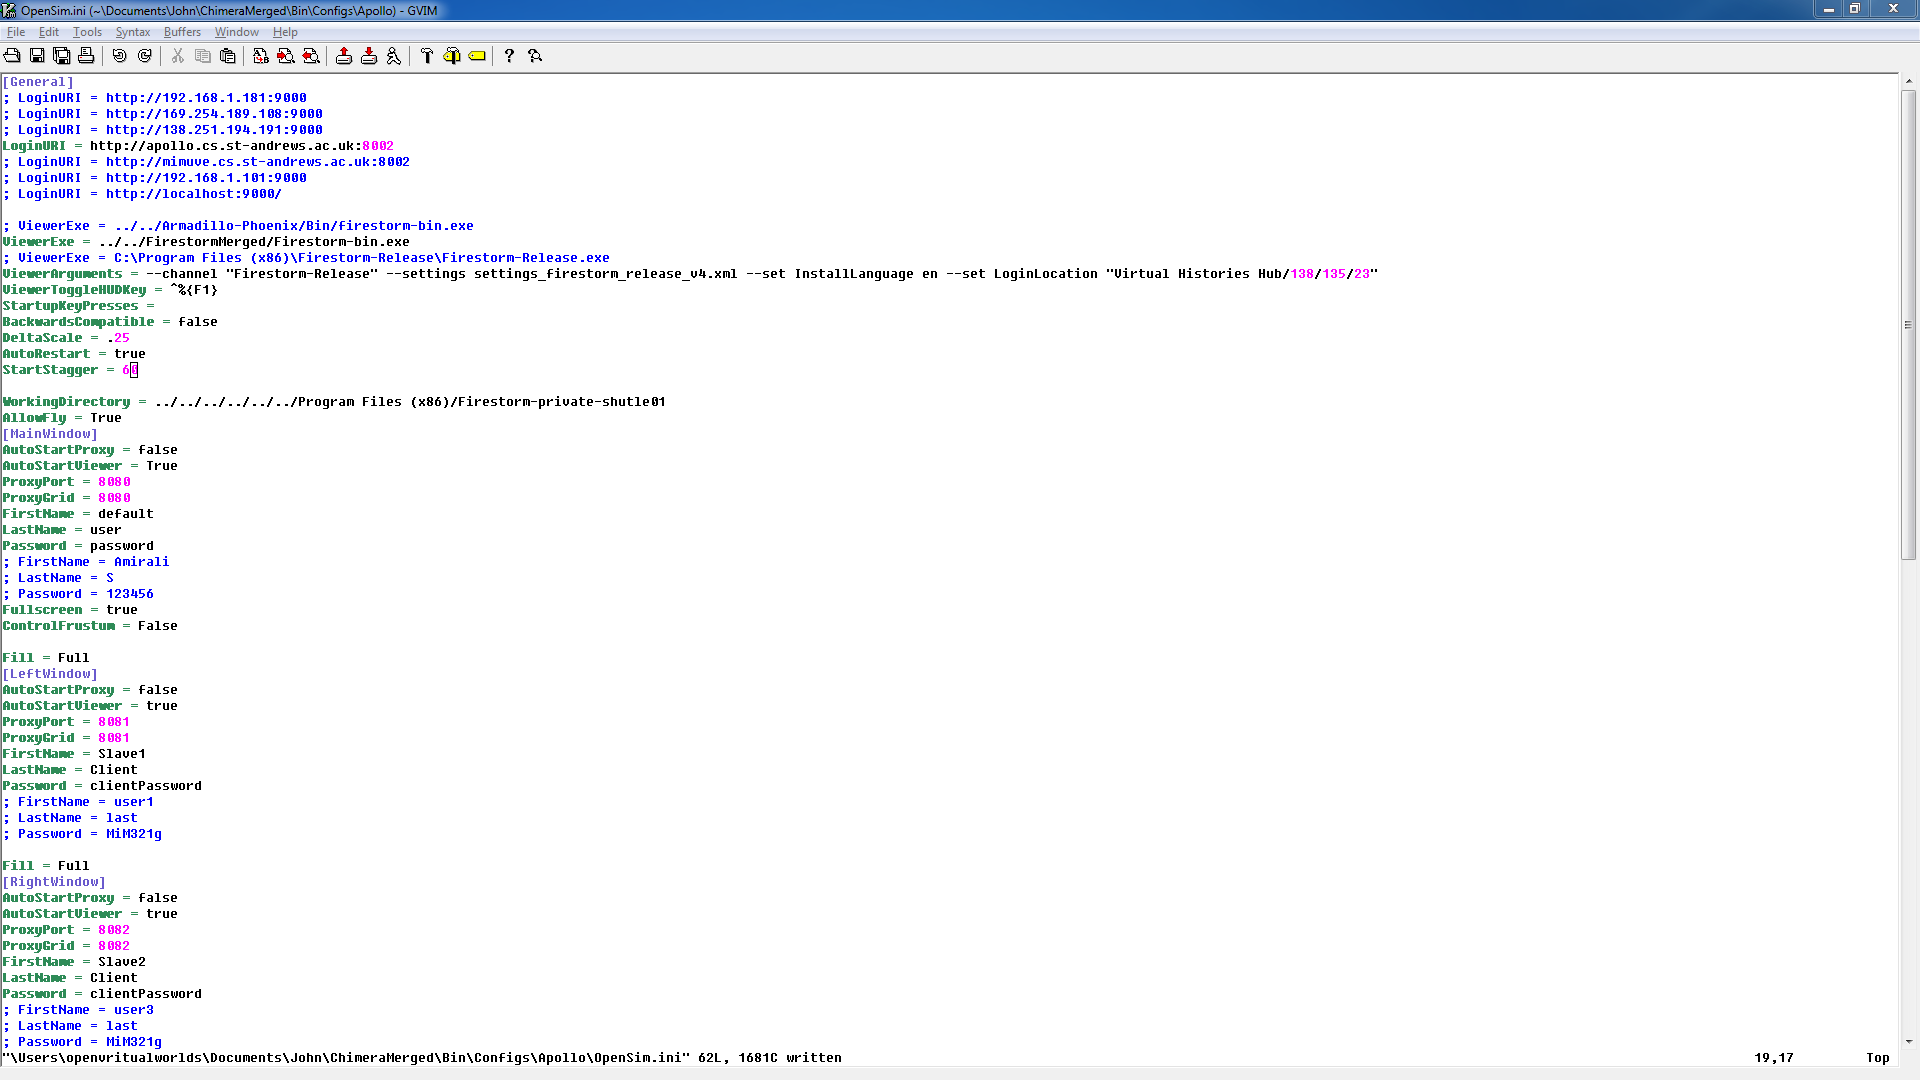 OpenSim.ini (~\Documents\John\ChimeraMerged\Bin\Configs\Apollo) - GVIM
File Edit Tools Syntax Buffers Window Help
[General]
; LoginURI = http://192.168.1.181:9000
; LoginURI = http://169.254.189.108:9000
; LoginURI = http://138.251.194.191:9000
LoginURI = http://apollo.cs.st-andrews.ac.uk:8002
; LoginURI = http://mimuve.cs.st-andrews.ac.uk:8002
; LoginURI = http://192.168.1.101:9000
; LoginURI = http://localhost:9000/
; ViewerExe = ../../Armadillo-Phoenix/Bin/firestorm-bin.exe
ViewerExe = ../../FirestormMerged/Firestorm-bin.exe
; ViewerExe = C:\Program Files (x86)\Firestorm-Release\Firestorm-Release.exe
ViewerArguments = --channel "Firestorm-Release" --settings settings_firestorm_release_v4.xml --set InstallLanguage en --set LoginLocation "Virtual Histories Hub/138/135/23"
ViewerToggleHUDKey = ^%{F1}
StartupKeyPresses =
BackwardsCompatible = false
DeltaScale = .25
AutoRestart = true
StartStagger = 60
WorkingDirectory = ../../../../../../Program Files (x86)/Firestorm-private-shutle01
AllowFly = True
[MainWindow]
AutoStartProxy = false
AutoStartViewer = True
ProxyPort = 8080
ProxyGrid = 8080
FirstName = default
LastName = user
Password = password
; FirstName = Amirali
; LastName = S
; Password = 123456
Fullscreen = true
ControlFrustum = False
Fill = Full
[LeftWindow]
AutoStartProxy = false
AutoStartViewer = true
ProxyPort = 8081
ProxyGrid = 8081
FirstName = Slave1
LastName = Client
Password = clientPassword
; FirstName = user1
; LastName = last
; Password = MiM321g
Fill = Full
[RightWindow]
AutoStartProxy = false
AutoStartViewer = true
ProxyPort = 8082
ProxyGrid = 8082
FirstName = Slave2
LastName = Client
Password = clientPassword
; FirstName = user3
; LastName = last
; Password = MiM321g
"\Users\openvritualworlds\Documents\John\ChimeraMerged\Bin\Configs\Apollo\OpenSim.ini" 62L, 1681C written 19,17 Top